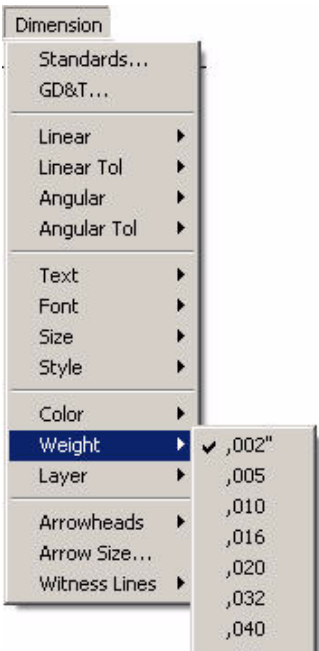 Dimension
Standards...
GD&T...
Linear
Linear Tol
Angular
Angular Tol
Text
Font
Size
Style
Color
Weight
Layer
Arrowheads
Arrow Size...
Witness Lines
,002"
,005
,010
,016
,020
,032
,040